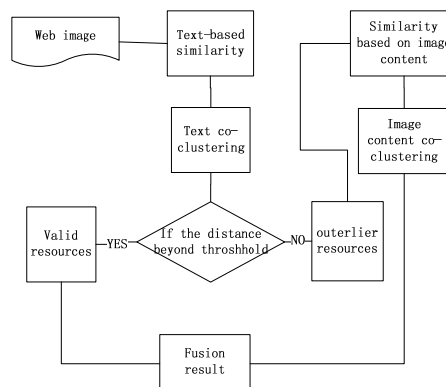 Web image
Text-based
similarity
Similarity
based on image
content
Text co-
clustering
Image
content co-
clustering
Valid
resources
YES
If the distance
beyond throshhold
NO
outerlier
resources
Fusion
result